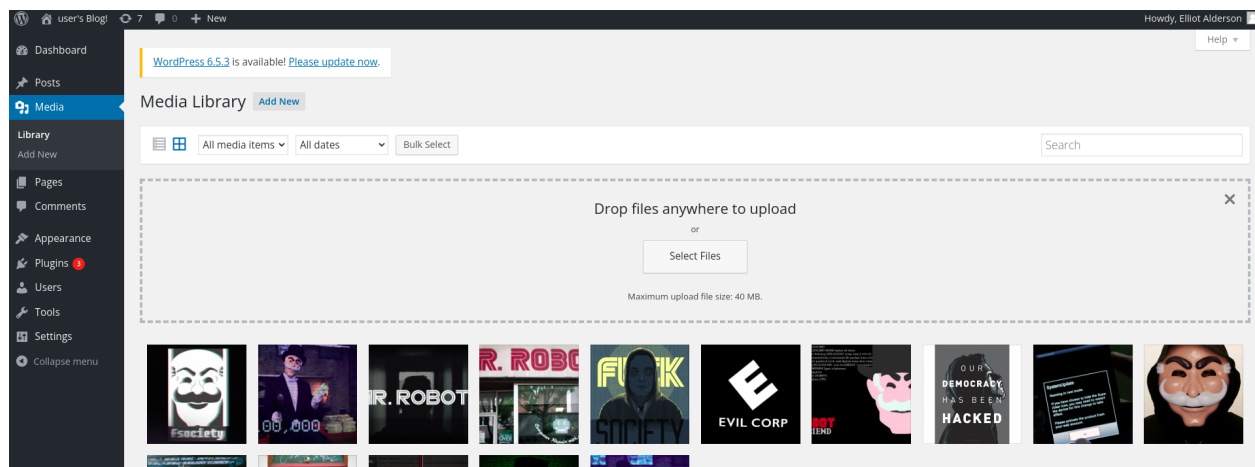 user's Blog! 7 0 + New Howdy, Elliot Alderson
Help
Dashboard
WordPress 6.5.3 is available! Please update now.
Posts
Media
Media Library Add New
Library
Add New
All media items All dates Bulk Select Search
Pages
Comments
Appearance
Plugins 3
Users
Tools
Settings
Collapse menu
Drop files anywhere to upload
or
Select Files
Maximum upload file size: 40 MB.
Fsociety
00,000
R. ROBOT
R. ROBO
SOCIETY
EVIL CORP
OUR
DEMOCRACY
HAS BEEN
HACKED